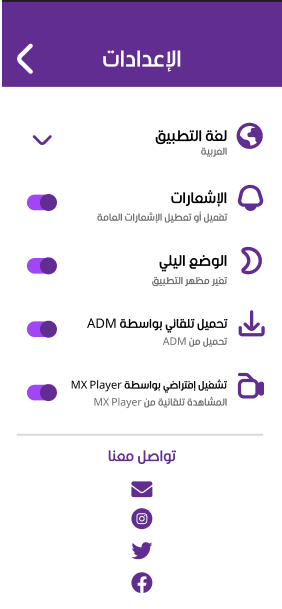 الإعدادات
لغة التطبيق
العربية
الإشعارات
تفعيل أو تعطيل الإشعارات العامة
الوضع اليلي
تغير مظهر التطبيق
تحميل تلقائي بواسطة ADM
تحميل من ADM
تشغيل إفتراضي بواسطة MX Player
المشاهدة تلقائية من MX Player
تواصل معنا